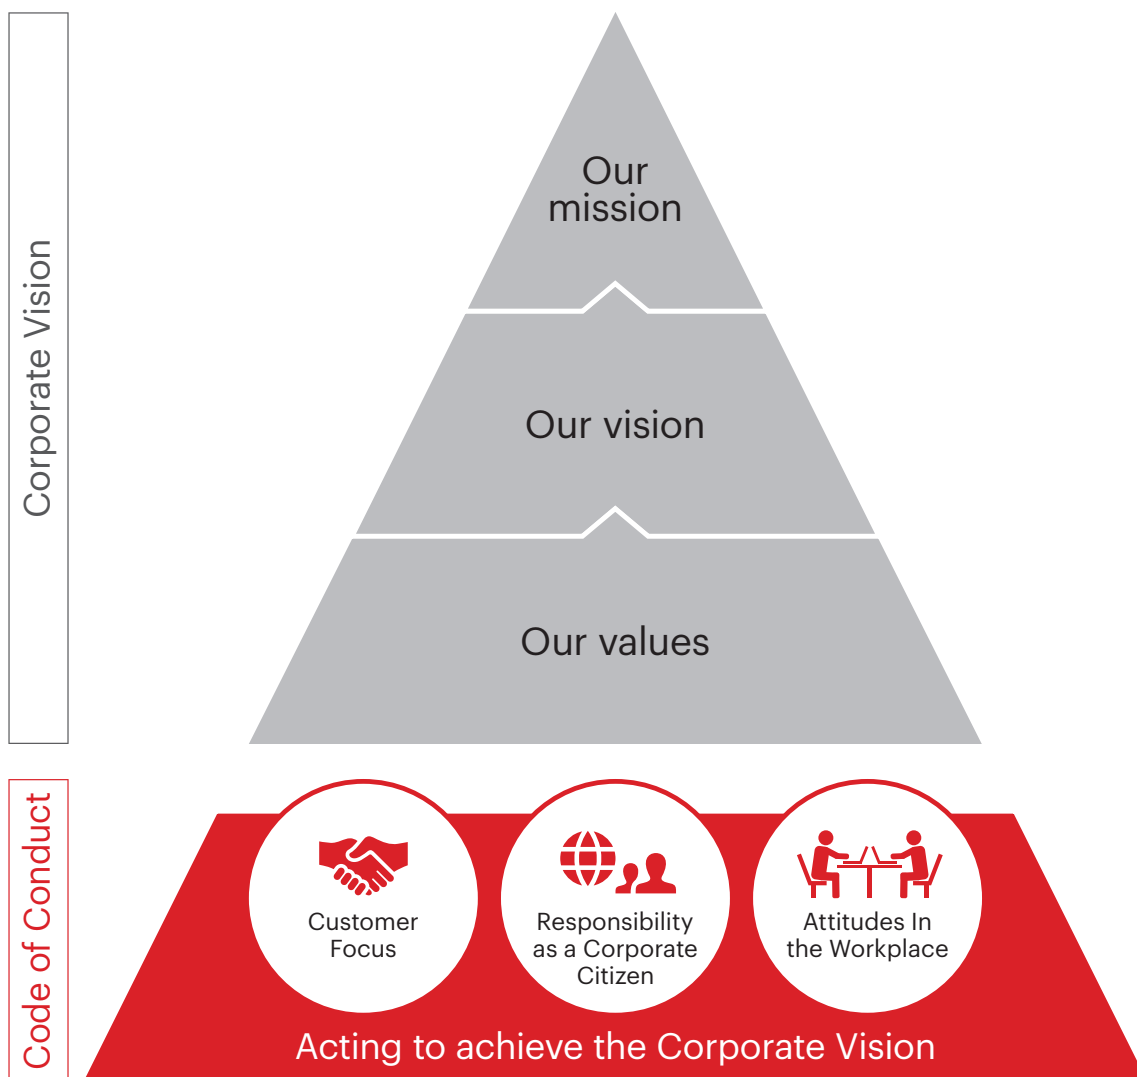 Corporate Vision
Our
mission
Our vision
Our values
Code of Conduct
Customer
Focus
Responsibility
as a Corporate
Citizen
Attitudes In
the Workplace
Acting to achieve the Corporate Vision